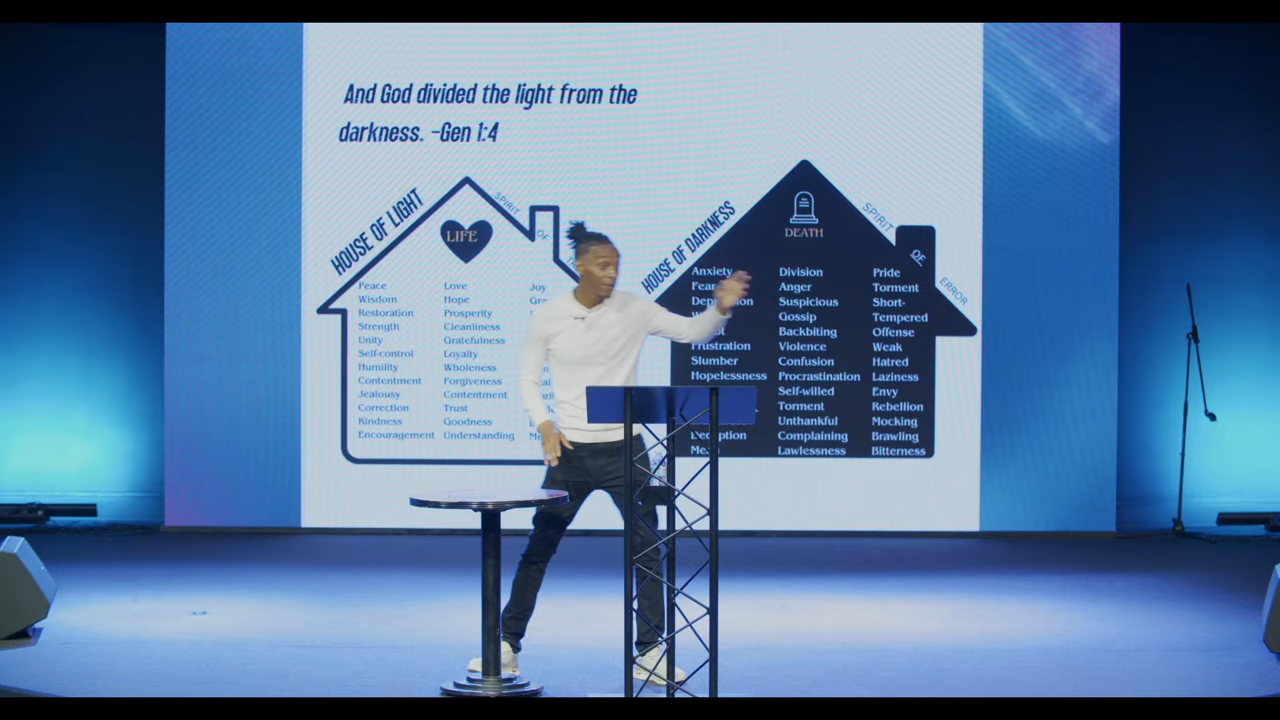 And God divided the light from the
darkness. -Gen 1:4
HOUSE OF LIGHT
SPIRIT
OF
LIFE
Peace
Wisdom
Restoration
Strength
Unity
Self-control
Humility
Contentment
Jealousy
Correction
Kindness
Encouragement
Love
Hope
Prosperity
Cleanliness
Gratefulness
Loyalty
Wholeness
Forgiveness
Contentment
Trust
Goodness
Understanding
Joy
HOUSE OF DARKNESS
SPIRIT
OF
ERROR
DEATH
Anxiety
Fear
Frustration
Slumber
Hopelessness
Deception
Division
Anger
Suspicious
Gossip
Backbiting
Violence
Confusion
Procrastination
Self-willed
Torment
Unthankful
Complaining
Lawlessness
Pride
Torment
Short-
Tempered
Offense
Weak
Hatred
Laziness
Envy
Rebellion
Mocking
Brawling
Bitterness